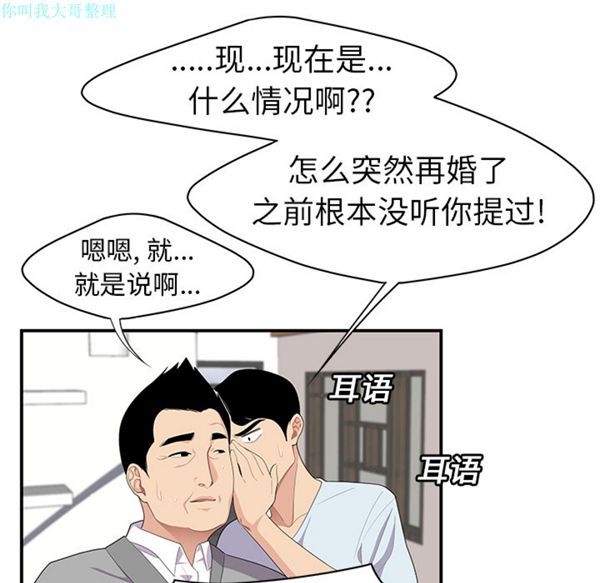 你叫我大哥整理
.....现...现在是...
什么情况啊??
怎么突然再婚了
之前根本没听你提过!
嗯嗯, 就...
就是说啊...
耳语
耳语